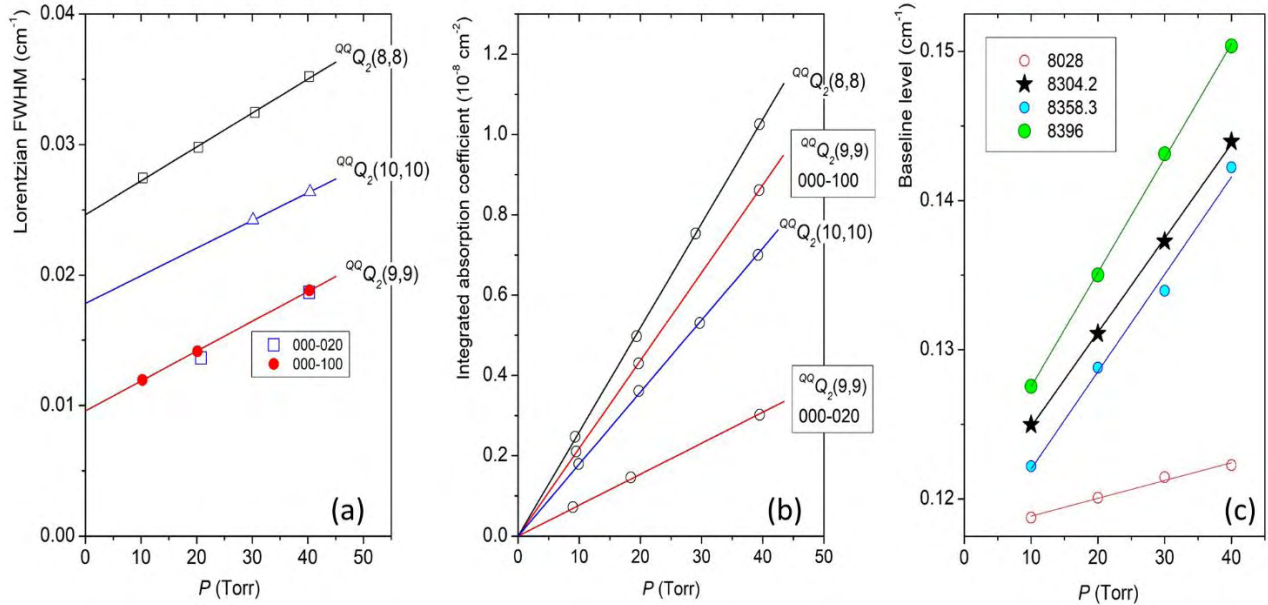 Lorentzian FWHM (cm⁻¹)
0.04
0.03
0.02
0.01
0.00
QQQ₂(8,8)
QQQ₂(10,10)
QQQ₂(9,9)
000-020
000-100
(a)
0 10 20 30 40 50
P (Torr)
Integrated absorption coefficient (10⁻⁸ cm⁻²)
1.2
1.0
0.8
0.6
0.4
0.2
0.0
QQQ₂(8,8)
QQQ₂(9,9)
000-100
QQQ₂(10,10)
QQQ₂(9,9)
000-020
(b)
0 10 20 30 40 50
P (Torr)
Baseline level (cm⁻¹)
0.15
0.14
0.13
0.12
8028
8304.2
8358.3
8396
(c)
0 10 20 30 40
P (Torr)